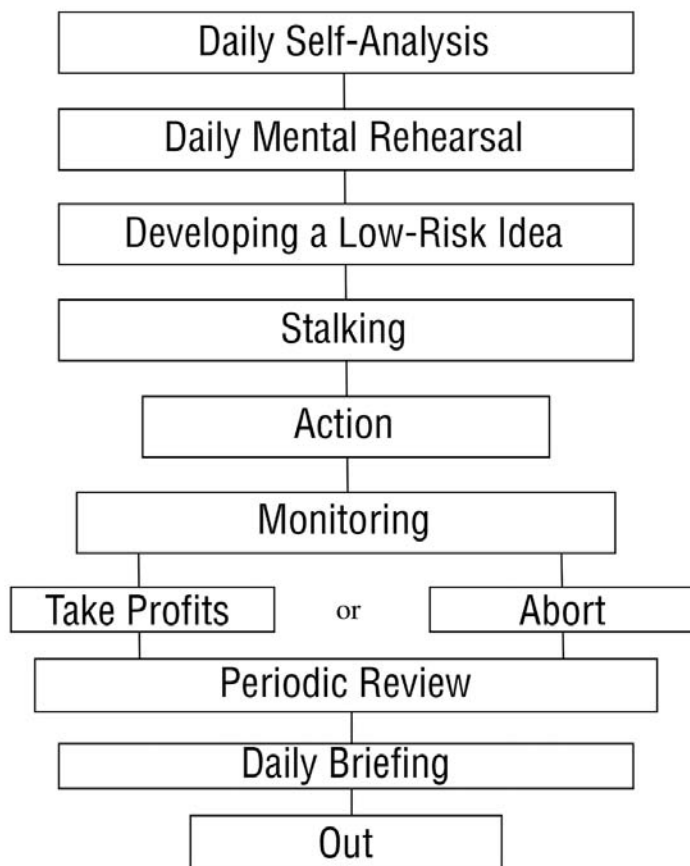 Daily Self-Analysis
Daily Mental Rehearsal
Developing a Low-Risk Idea
Stalking
Action
Monitoring
Take Profits or Abort
Periodic Review
Daily Briefing
Out